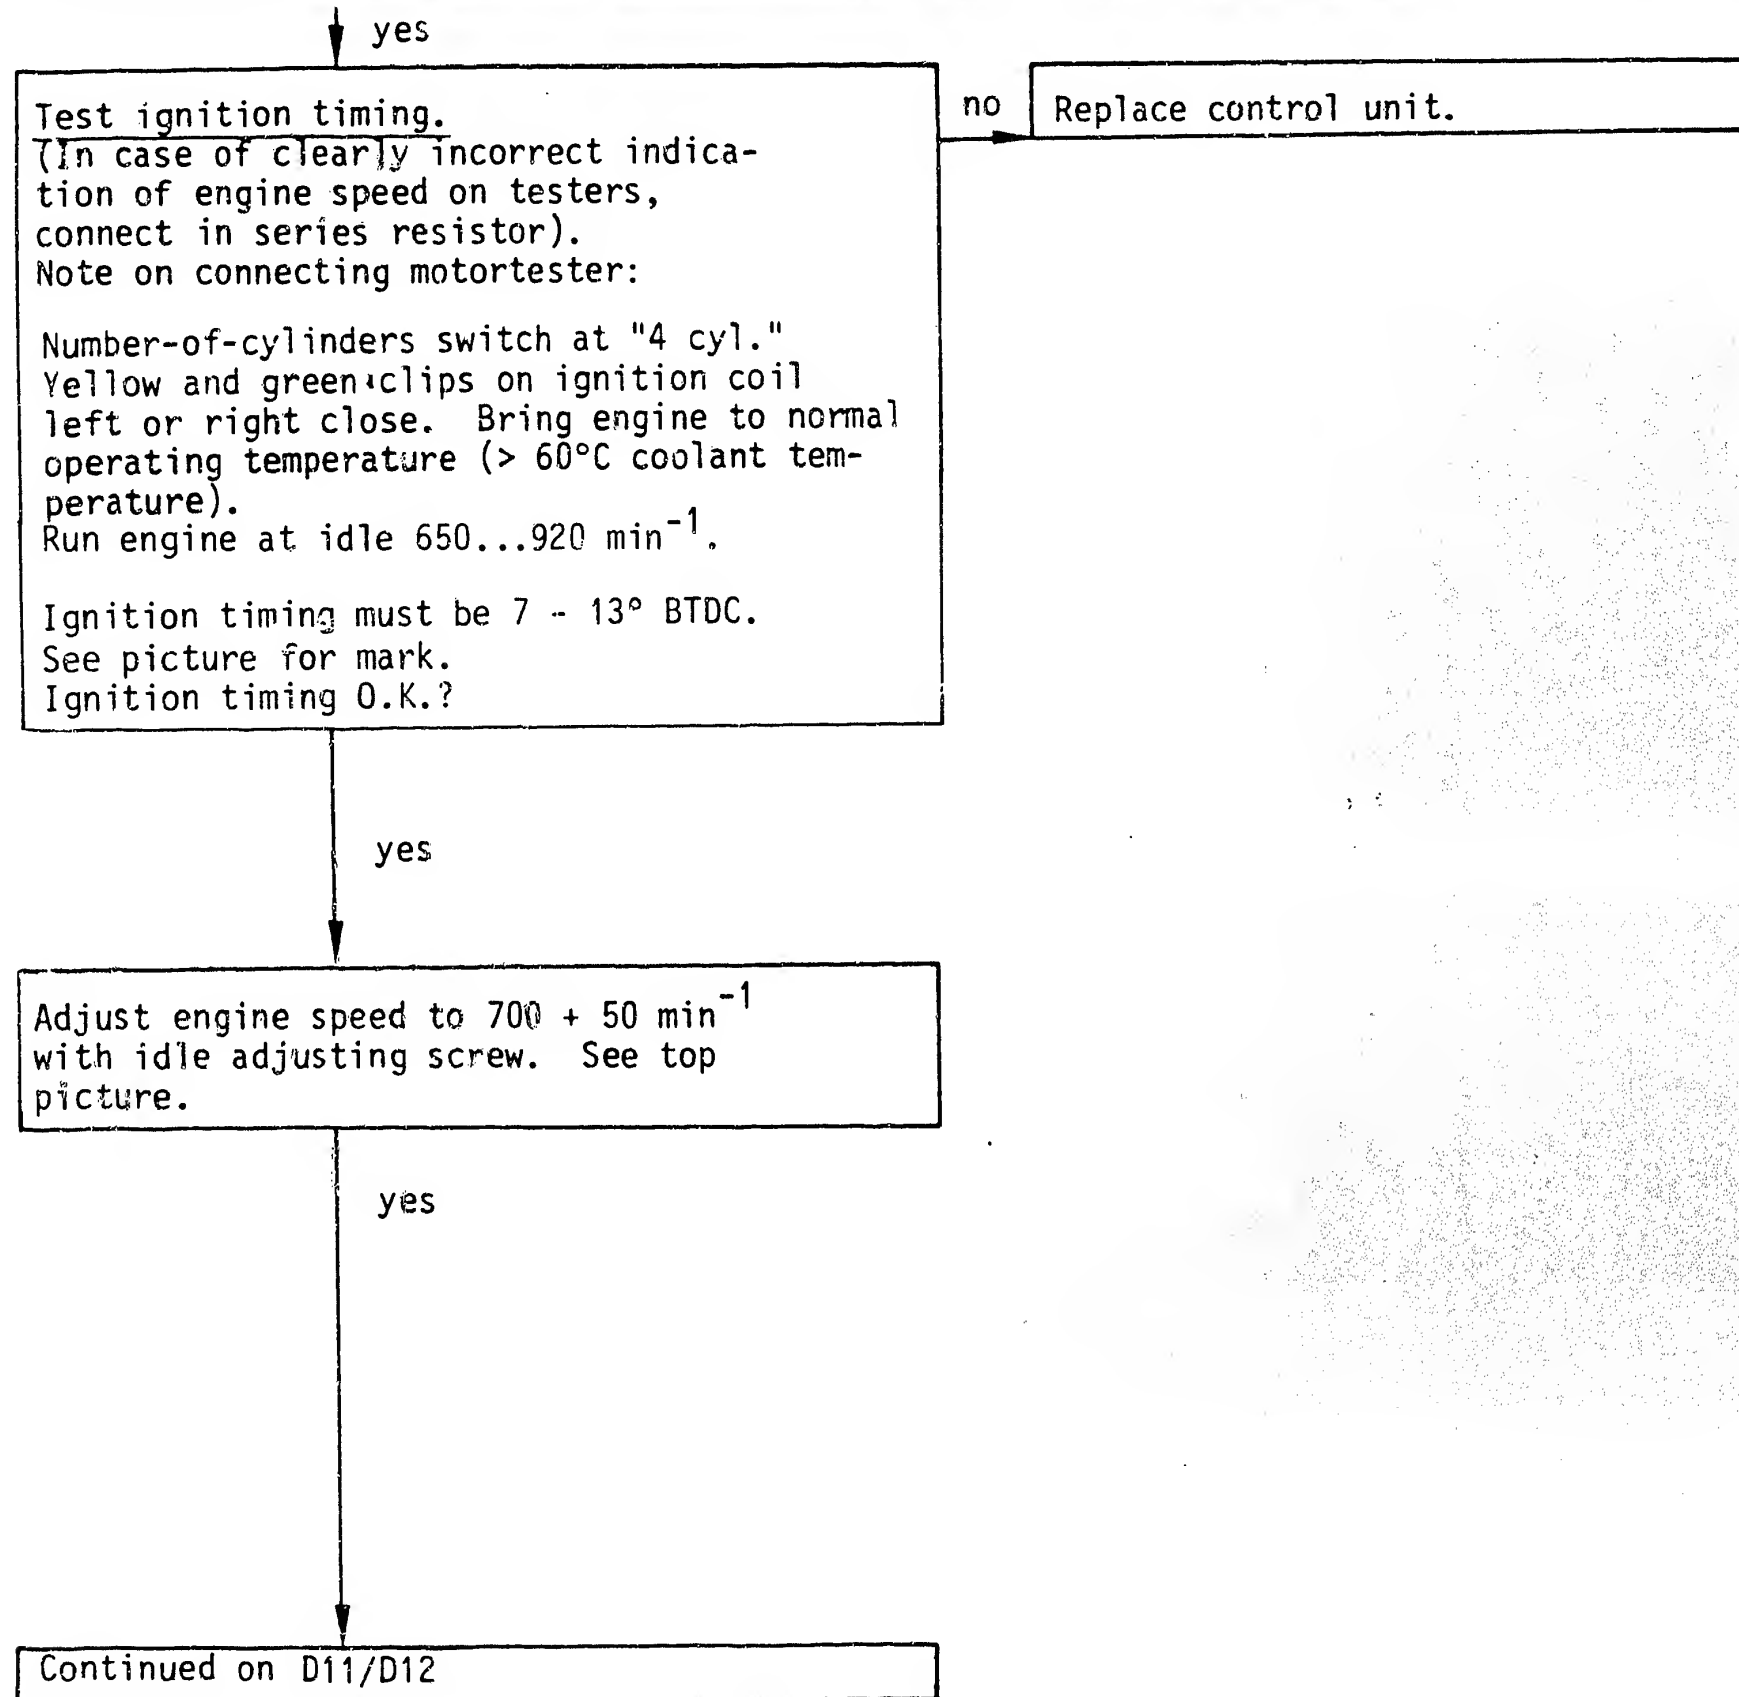 yes
Test ignition timing.
(In case of clearly incorrect indica-
tion of engine speed on testers,
connect in series resistor).
Note on connecting motortester:
Number-of-cylinders switch at "4 cyl."
Yellow and green clips on ignition coil
left or right close. Bring engine to normal
operating temperature (> 60°C coolant tem-
perature).
Run engine at idle 650...920 min⁻¹.
Ignition timing must be 7 - 13° BTDC.
See picture for mark.
Ignition timing O.K.?
no
Replace control unit.
yes
Adjust engine speed to 700 + 50 min⁻¹
with idle adjusting screw. See top
picture.
yes
Continued on D11/D12